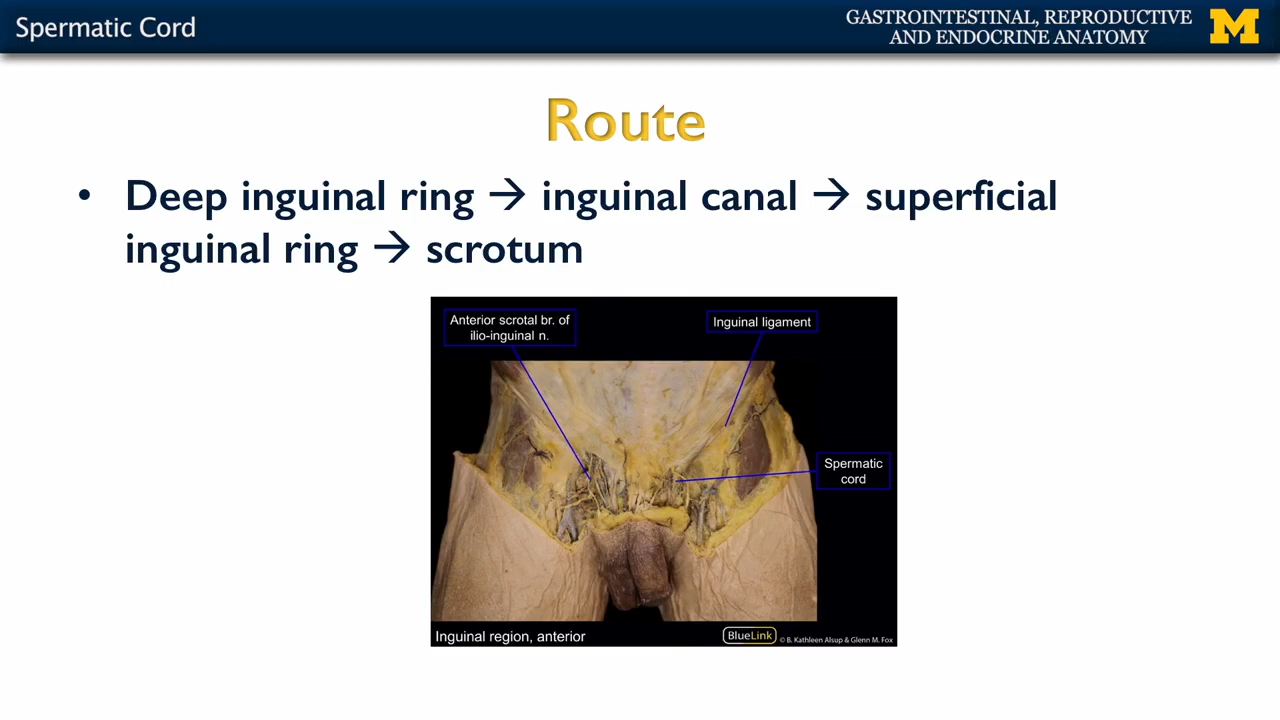 Spermatic Cord
GASTROINTESTINAL, REPRODUCTIVE
AND ENDOCRINE ANATOMY
M
Route
• Deep inguinal ring → inguinal canal → superficial
inguinal ring → scrotum
Anterior scrotal br. of
ilio-inguinal n.
Inguinal ligament
Spermatic
cord
Inguinal region, anterior
BlueLink © B. Kathleen Alsup & Glenn M. Fox